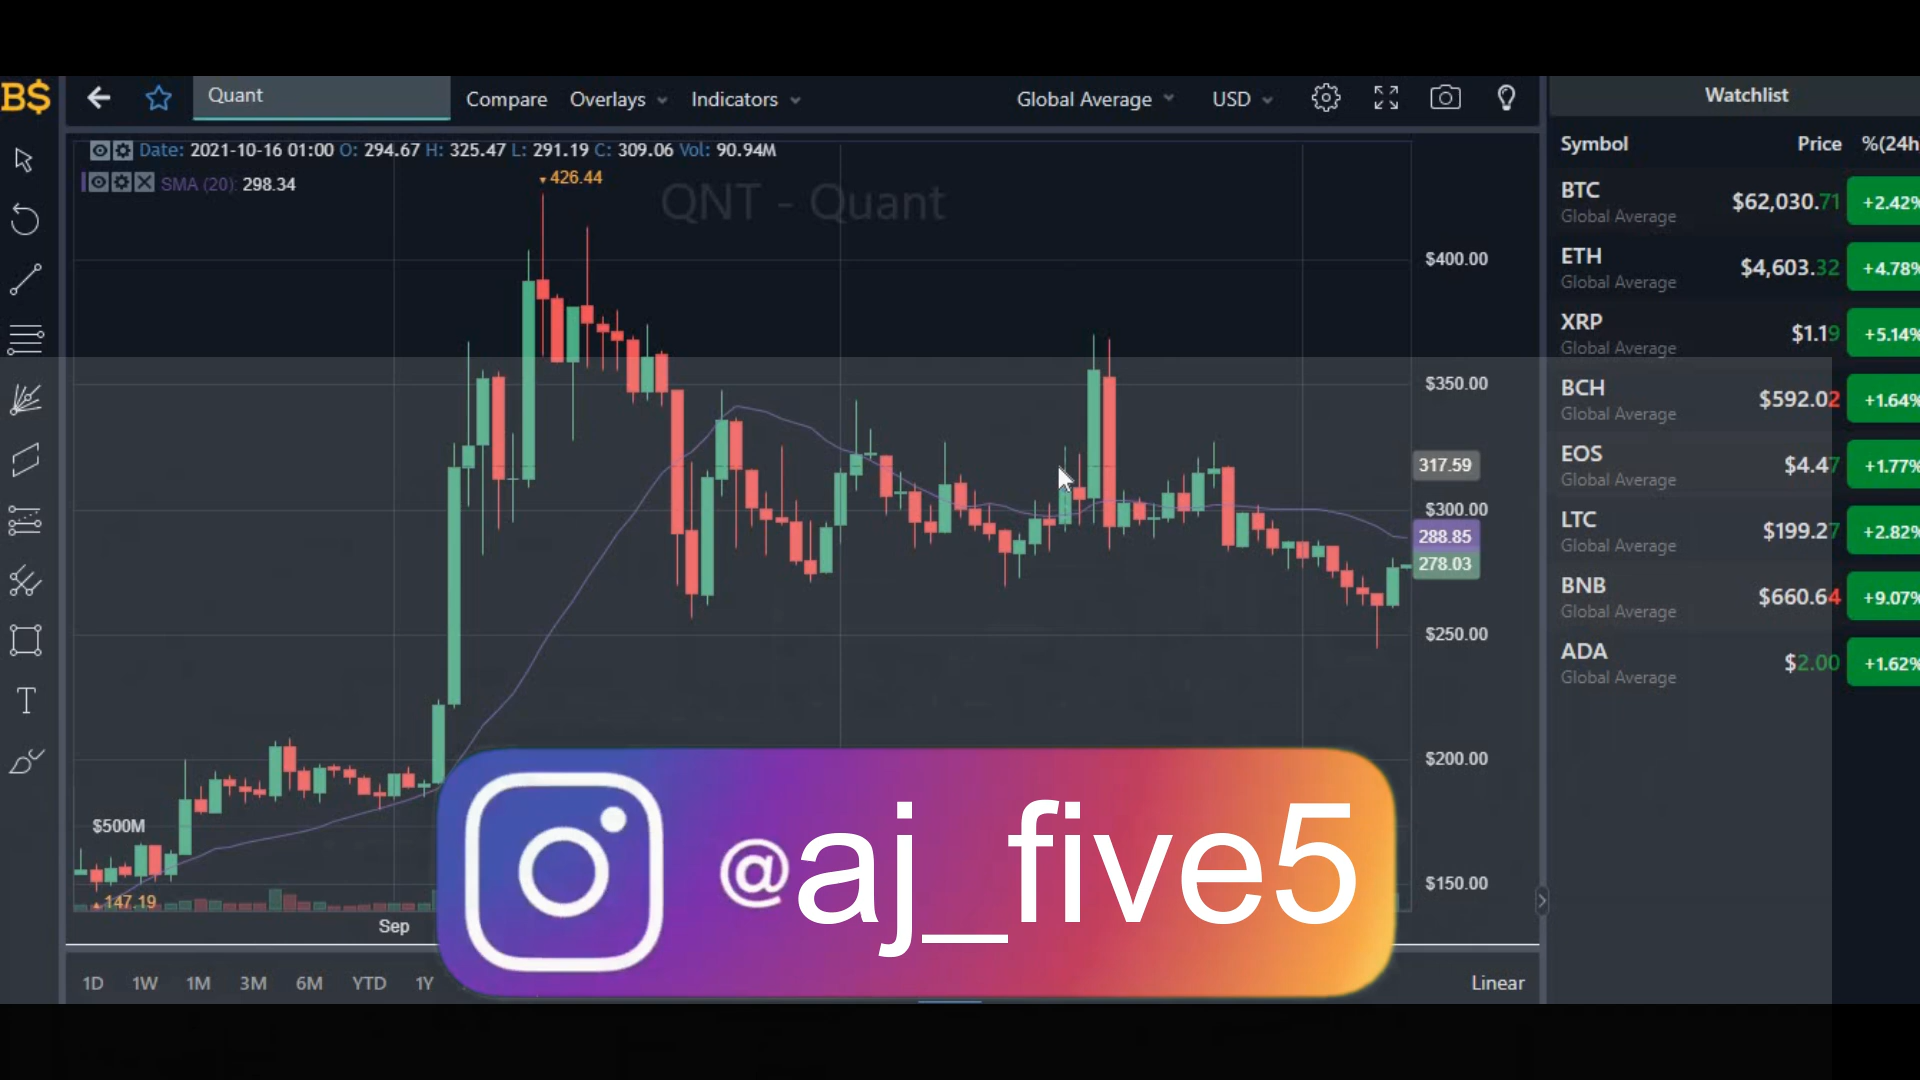 B$
Quant
Compare Overlays Indicators Global Average USD
Watchlist
Date: 2021-10-16 01:00 O: 294.67 H: 325.47 L: 291.19 C: 309.06 Vol: 90.94M
SMA (20): 298.34
426.44
QNT - Quant
$400.00
$350.00
317.59
$300.00
288.85
278.03
$250.00
$200.00
$150.00
$500M
147.19
Sep
1D 1W 1M 3M 6M YTD 1Y
Linear
T
@aj_five5
Symbol Price %(24h
BTC $62,030.71 +2.42%
Global Average
ETH $4,603.32 +4.78%
Global Average
XRP $1.19 +5.14%
Global Average
BCH $592.02 +1.64%
Global Average
EOS $4.47 +1.77%
Global Average
LTC $199.27 +2.82%
Global Average
BNB $660.64 +9.07%
Global Average
ADA $2.00 +1.62%
Global Average